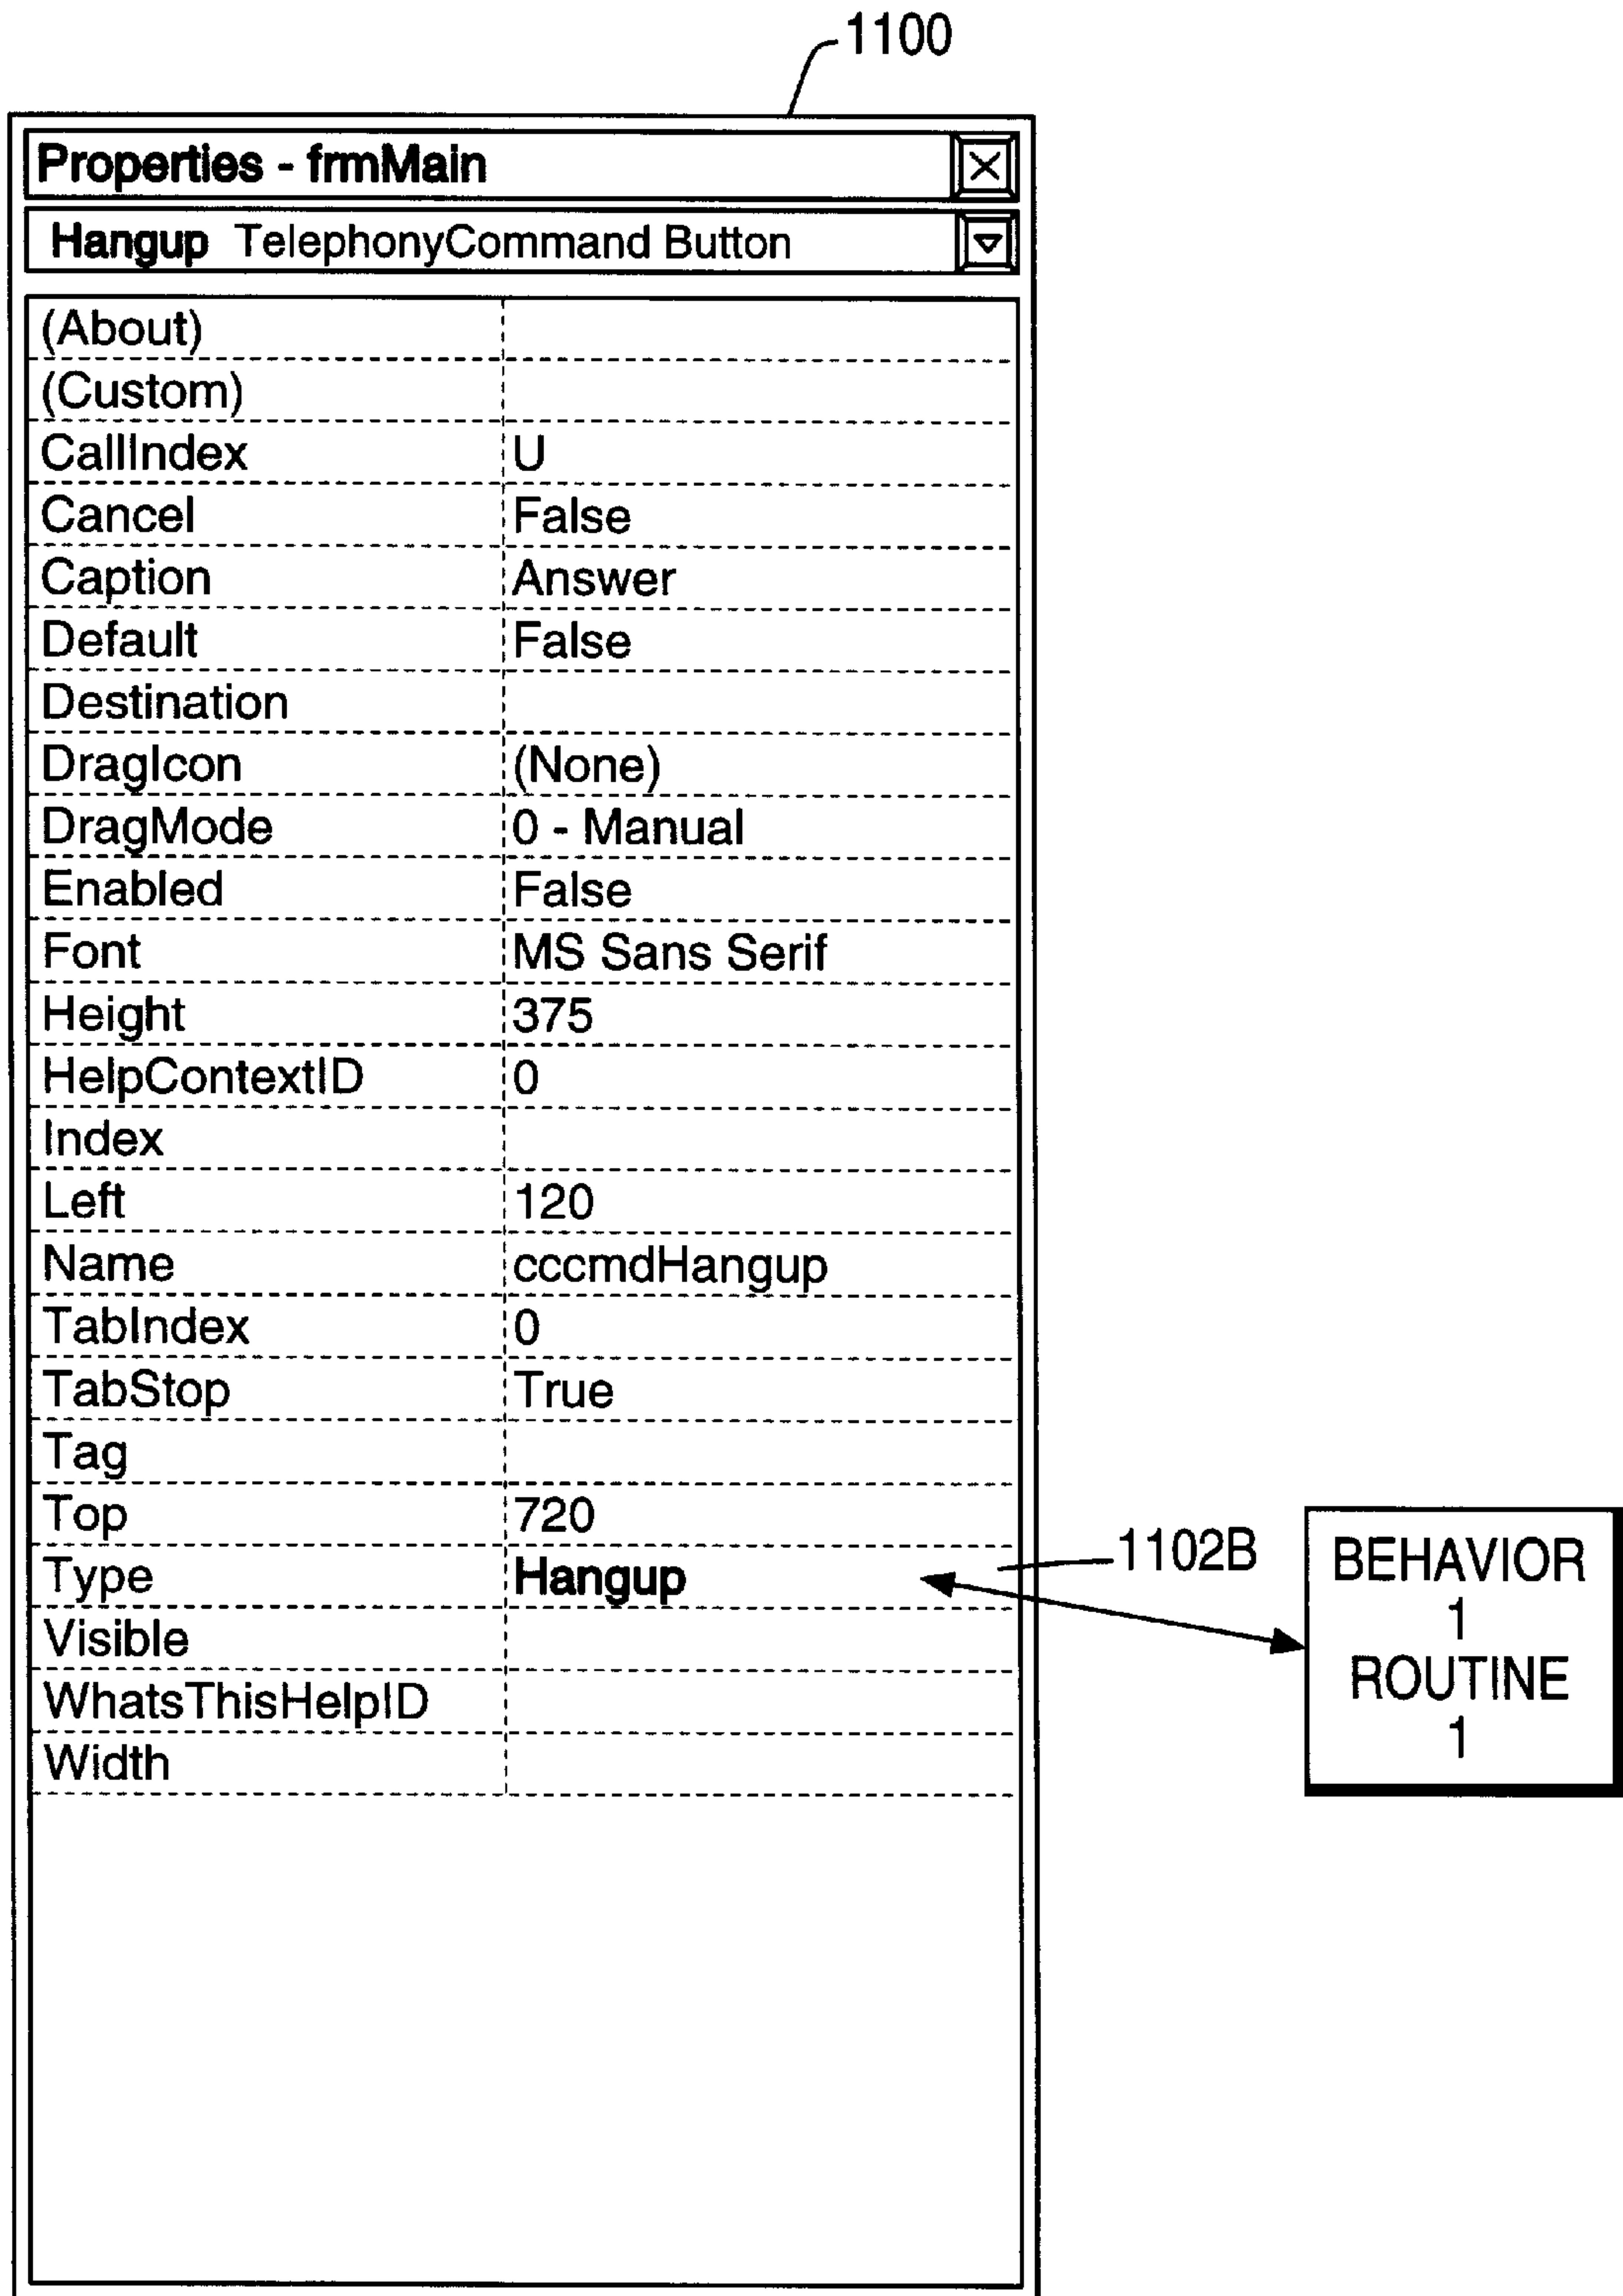 1100
Properties - frmMain
Hangup TelephonyCommand Button
(About)
(Custom)
CallIndex U
Cancel False
Caption Answer
Default False
Destination
DragIcon (None)
DragMode 0 - Manual
Enabled False
Font MS Sans Serif
Height 375
HelpContextID 0
Index
Left 120
Name cccmdHangup
TabIndex 0
TabStop True
Tag
Top 720
Type Hangup
Visible
WhatsThisHelpID
Width
1102B
BEHAVIOR
1
ROUTINE
1